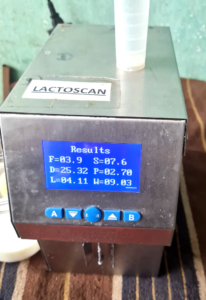 LACTOSCAN
Results
F=03.9 S=07.6
D=25.32 P=02.70
L=04.11 W=09.03
A B